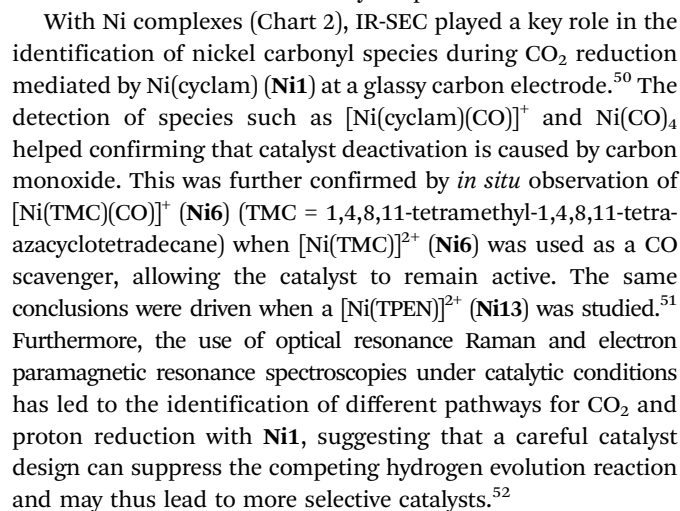 With Ni complexes (Chart 2), IR-SEC played a key role in the
identification of nickel carbonyl species during CO₂ reduction
mediated by Ni(cyclam) (Ni1) at a glassy carbon electrode.⁵⁰ The
detection of species such as [Ni(cyclam)(CO)]⁺ and Ni(CO)₄
helped confirming that catalyst deactivation is caused by carbon
monoxide. This was further confirmed by in situ observation of
[Ni(TMC)(CO)]⁺ (Ni6) (TMC = 1,4,8,11-tetramethyl-1,4,8,11-tetra-
azacyclotetradecane) when [Ni(TMC)]²⁺ (Ni6) was used as a CO
scavenger, allowing the catalyst to remain active. The same
conclusions were driven when a [Ni(TPEN)]²⁺ (Ni13) was studied.⁵¹
Furthermore, the use of optical resonance Raman and electron
paramagnetic resonance spectroscopies under catalytic conditions
has led to the identification of different pathways for CO₂ and
proton reduction with Ni1, suggesting that a careful catalyst
design can suppress the competing hydrogen evolution reaction
and may thus lead to more selective catalysts.⁵²